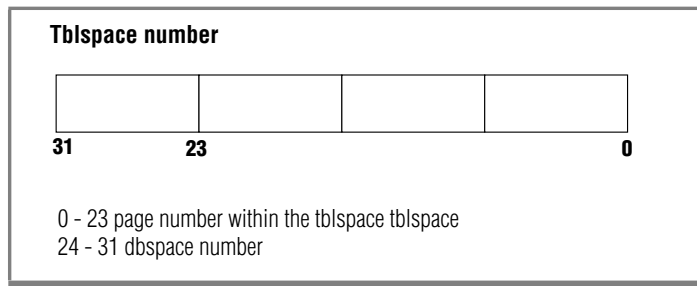 Tblspace number
31 23 0
0 - 23 page number within the tblspace tblspace
24 - 31 dbspace number